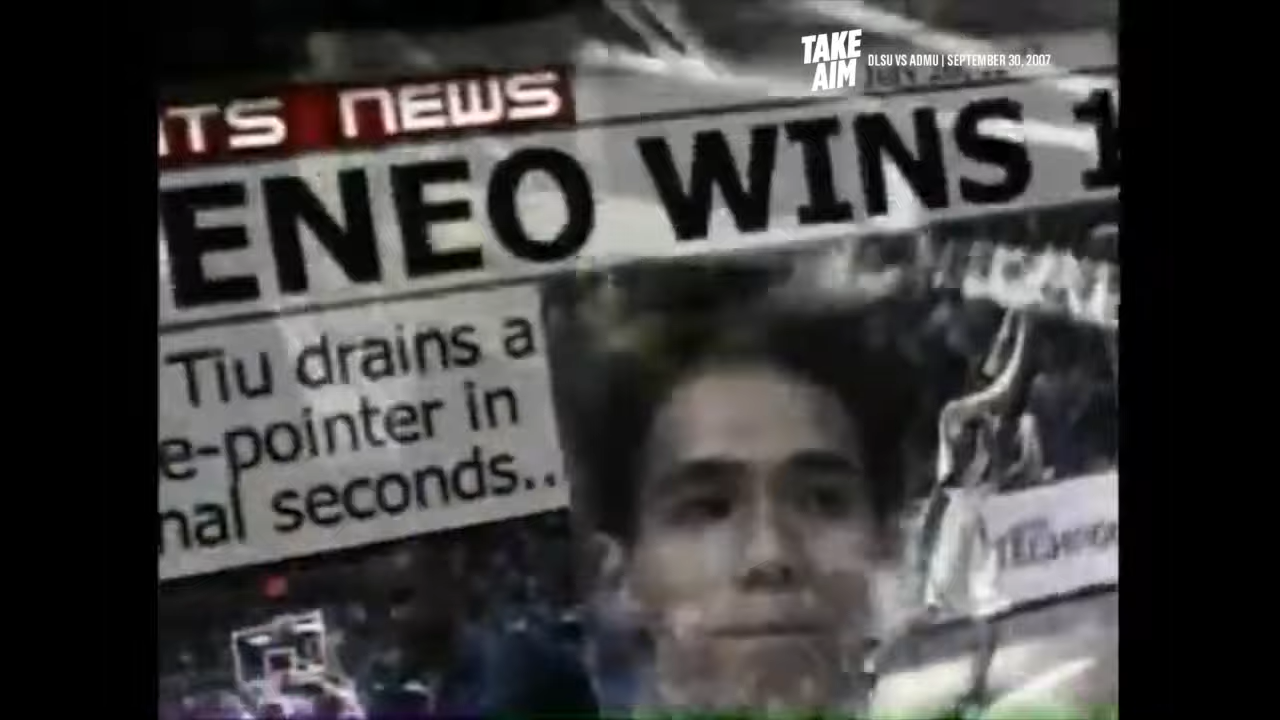 TAKE
AIM
DLSU VS ADMU | SEPTEMBER 30, 2007
TS NEWS
ENEO WINS 1
Tiu drains a
e-pointer in
nal seconds..